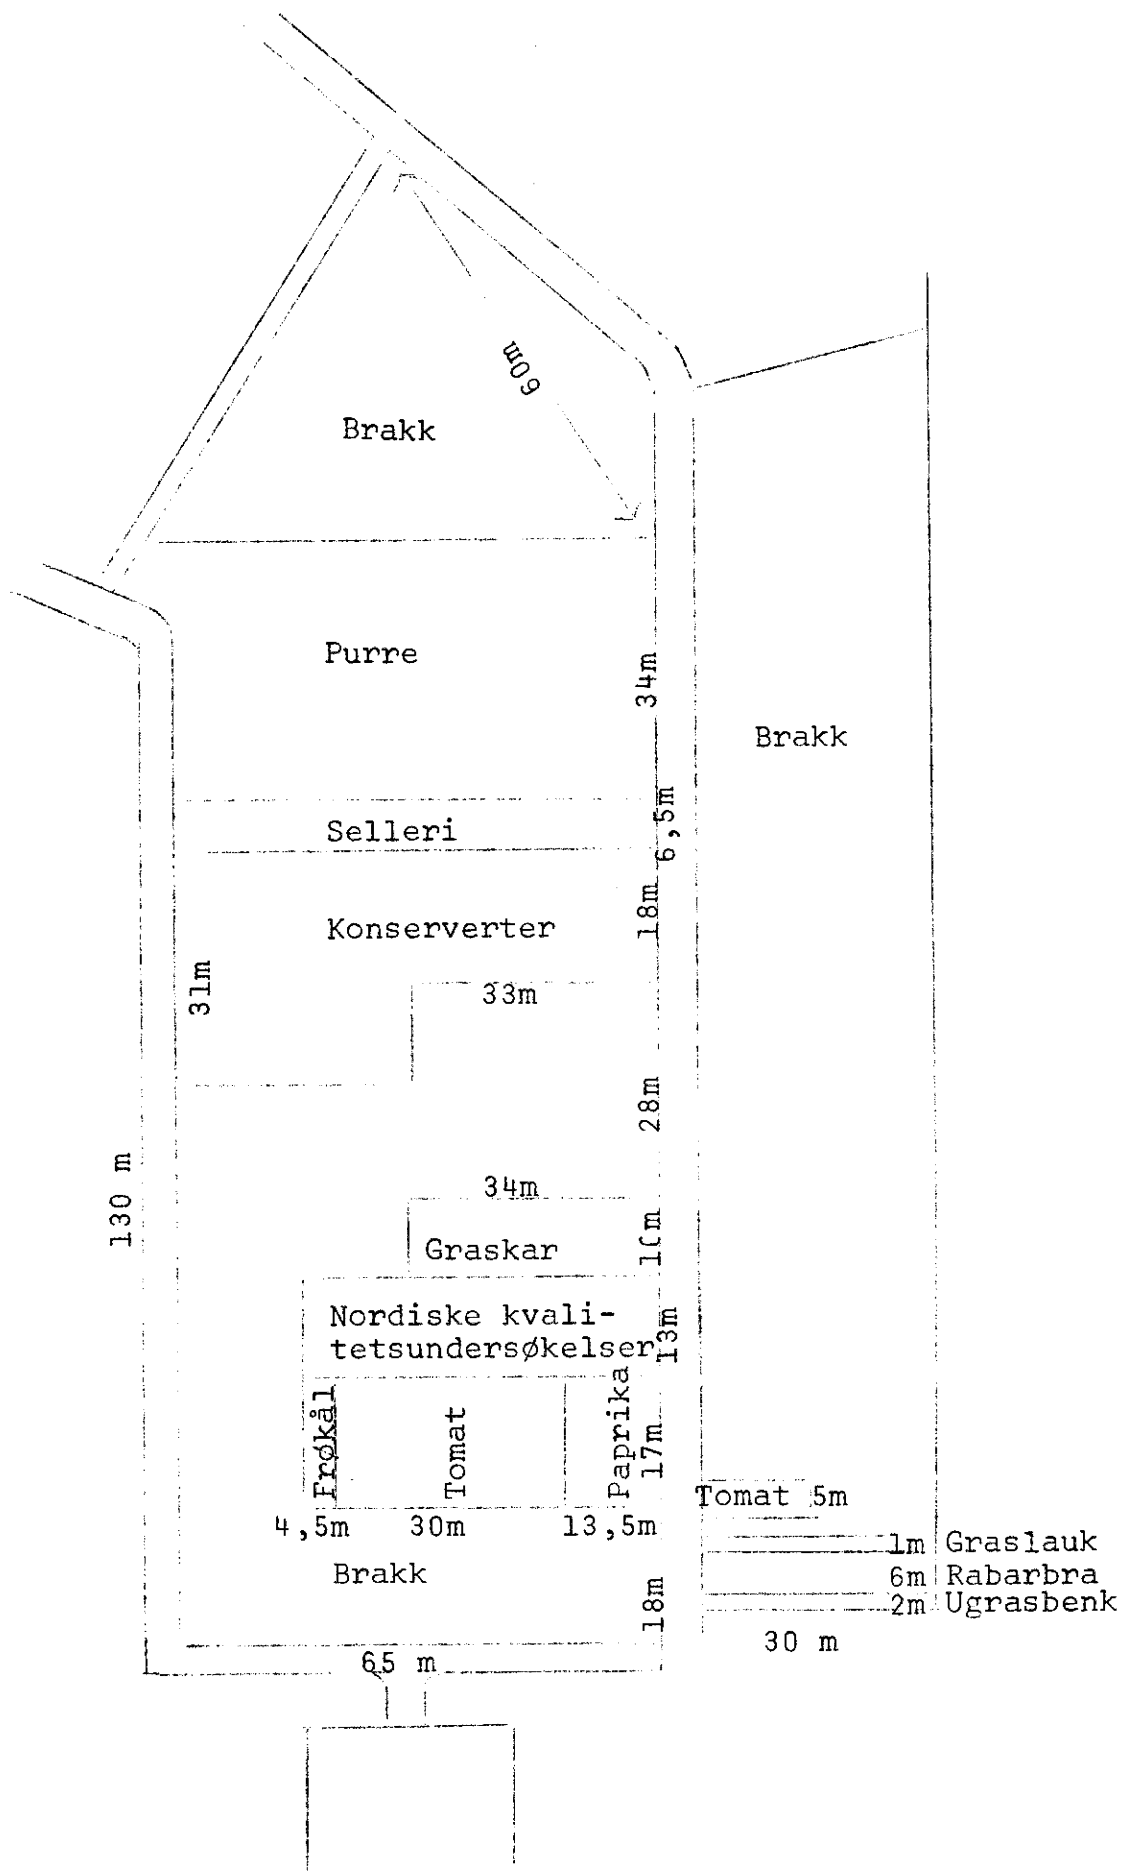 60m
Brakk
Purre
34m
Brakk
Selleri
6,5m
Konserverter
18m
31m
33m
28m
130 m
34m
Graskar
10m
Nordiske kvali-
tetsundersøkelser
13m
Frøkål
Tomat
Paprika
17m
Tomat 5m
4,5m 30m 13,5m
1m Graslauk
Brakk
6m Rabarbra
18m
2m Ugrasbenk
30 m
65 m